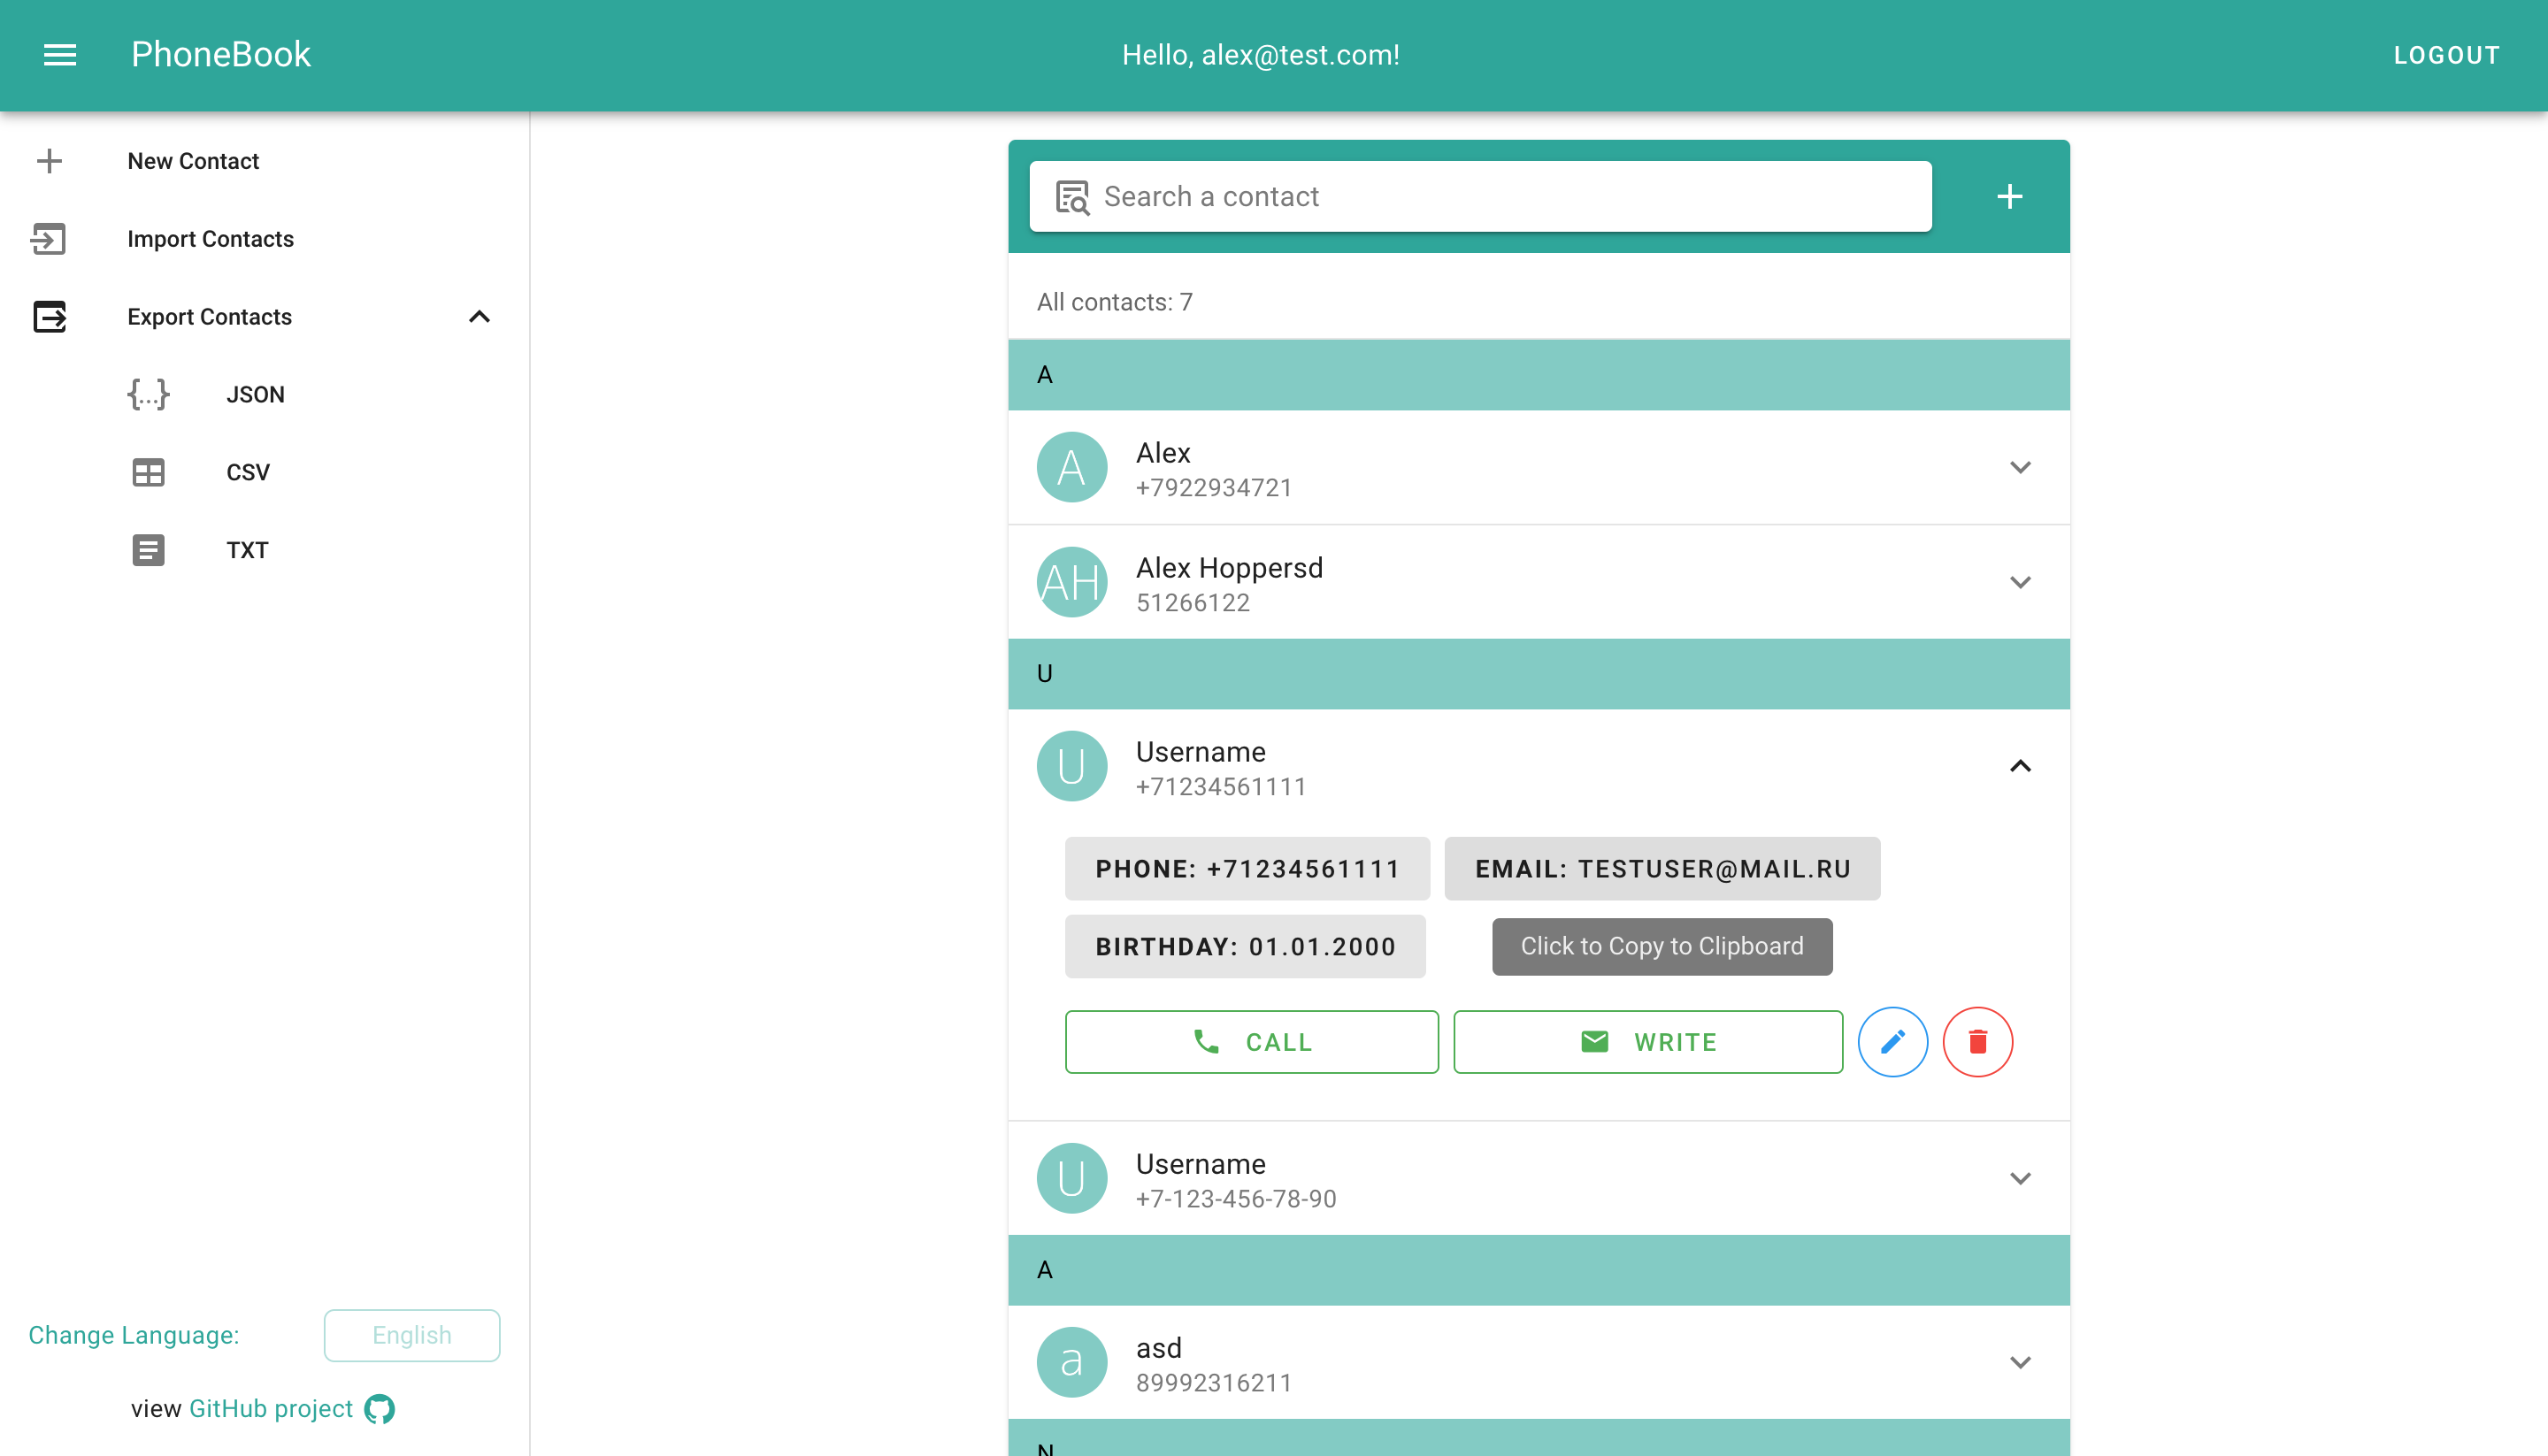 PhoneBook
Hello, alex@test.com!
LOGOUT
New Contact
Import Contacts
Export Contacts
{...} JSON
CSV
TXT
Change Language: English
view GitHub project
Search a contact
All contacts: 7
A
A Alex
+7922934721
AH Alex Hoppersd
51266122
U
U Username
+71234561111
PHONE: +71234561111 EMAIL: TESTUSER@MAIL.RU
BIRTHDAY: 01.01.2000 Click to Copy to Clipboard
CALL WRITE
U Username
+7-123-456-78-90
A
a asd
89992316211
N